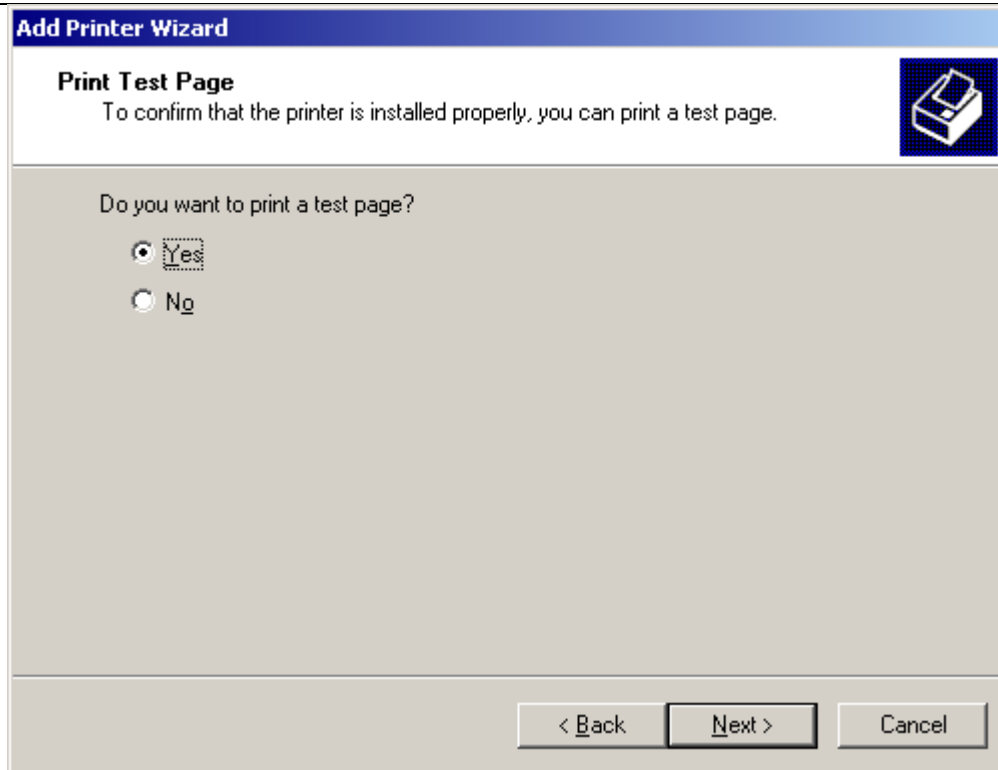 Add Printer Wizard
Print Test Page
To confirm that the printer is installed properly, you can print a test page.
Do you want to print a test page?
Yes
No
< Back
Next >
Cancel